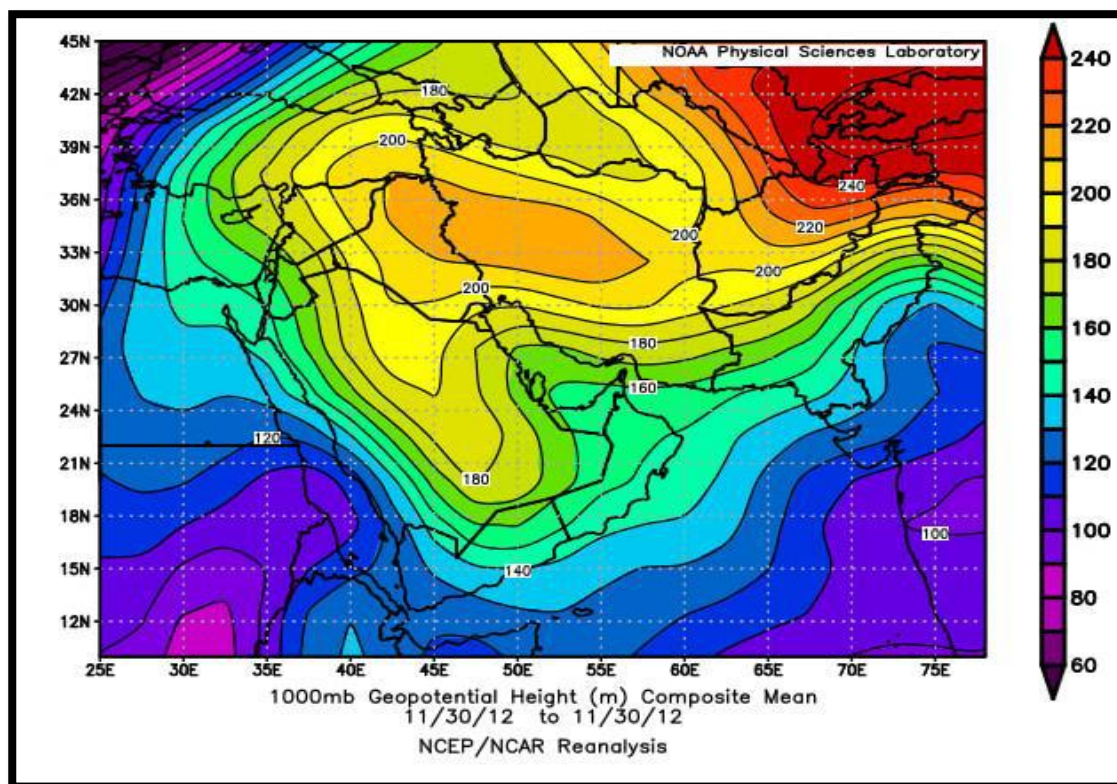 NOAA Physical Sciences Laboratory
45N
42N
39N
36N
33N
30N
27N
24N
21N
18N
15N
12N
180
200
240
220
200
200
200
180
160
120
180
100
140
25E 30E 35E 40E 45E 50E 55E 60E 65E 70E 75E
240
220
200
180
160
140
120
100
80
60
1000mb Geopotential Height (m) Composite Mean
11/30/12 to 11/30/12
NCEP/NCAR Reanalysis